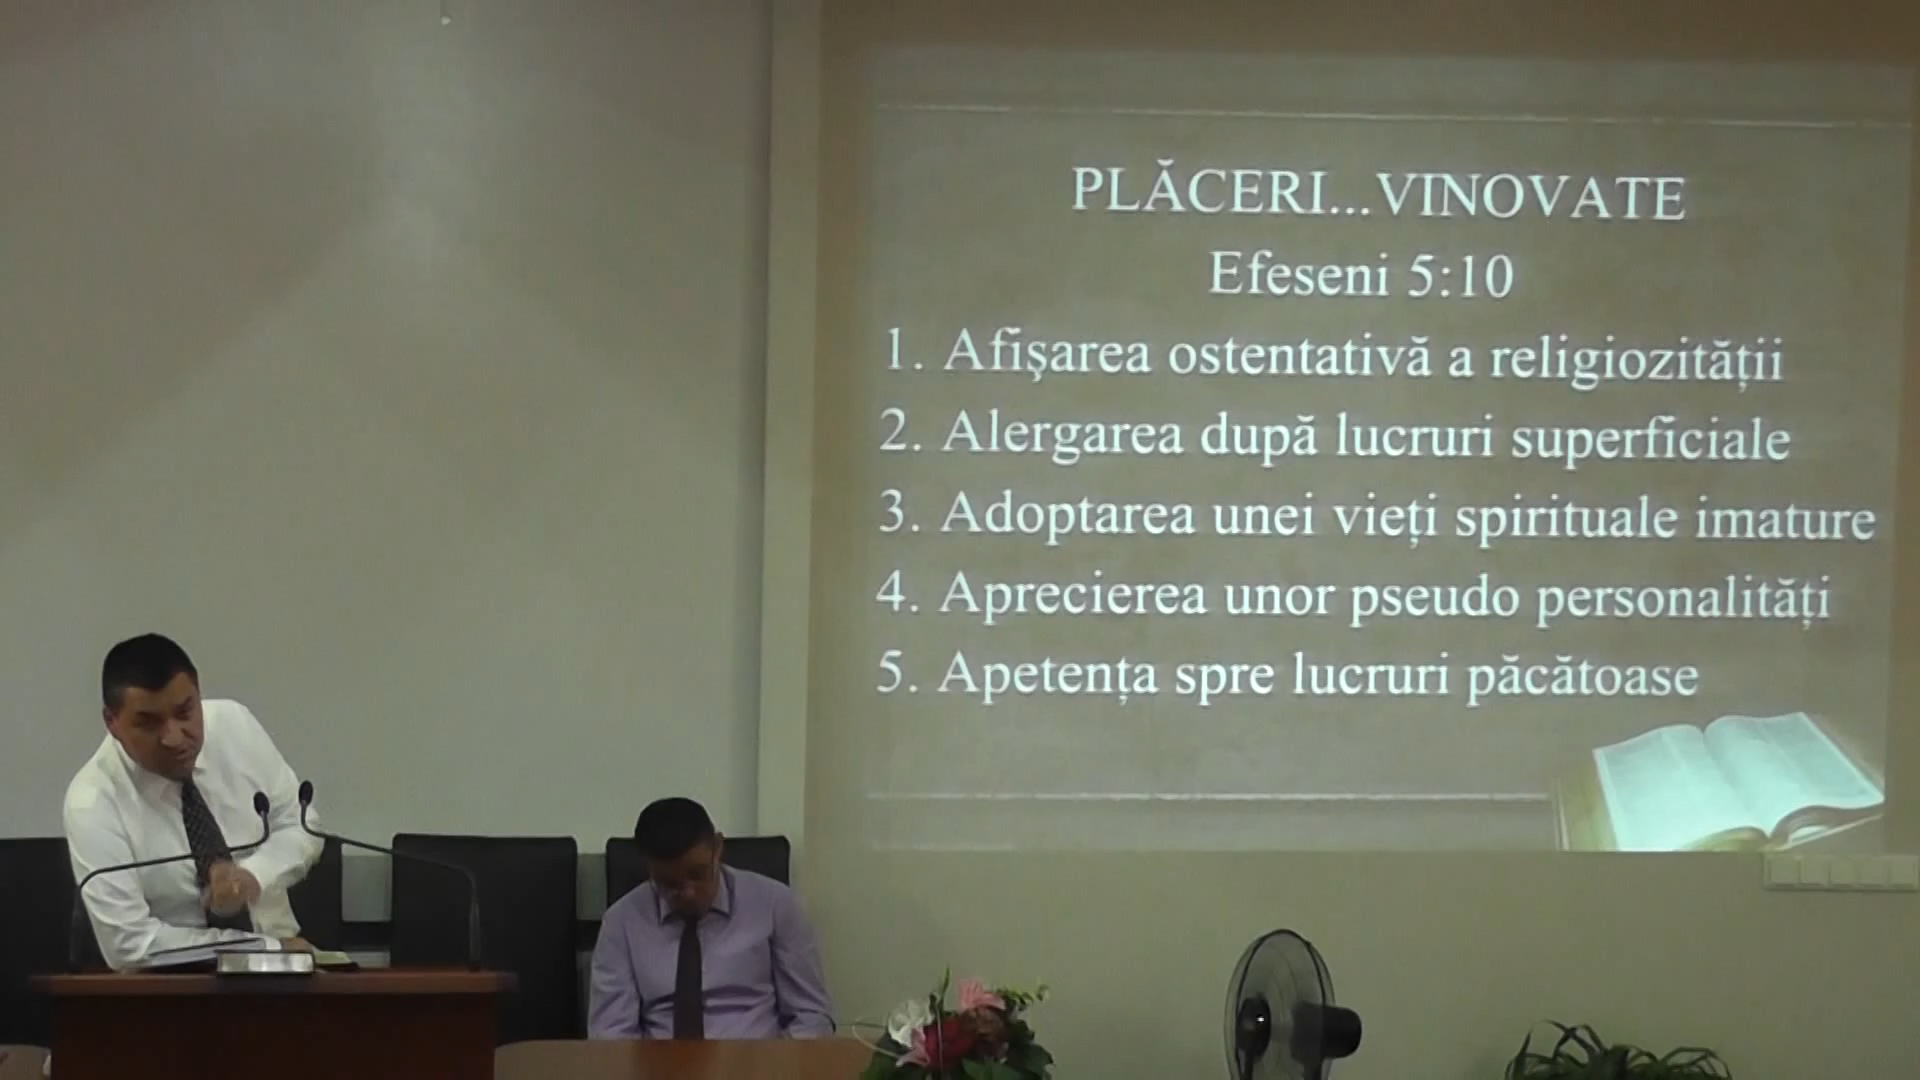 PLĂCERI...VINOVATE
Efeseni 5:10
1. Afişarea ostentativă a religiozității
2. Alergarea după lucruri superficiale
3. Adoptarea unei vieți spirituale imature
4. Aprecierea unor pseudo personalități
5. Apetența spre lucruri păcătoase